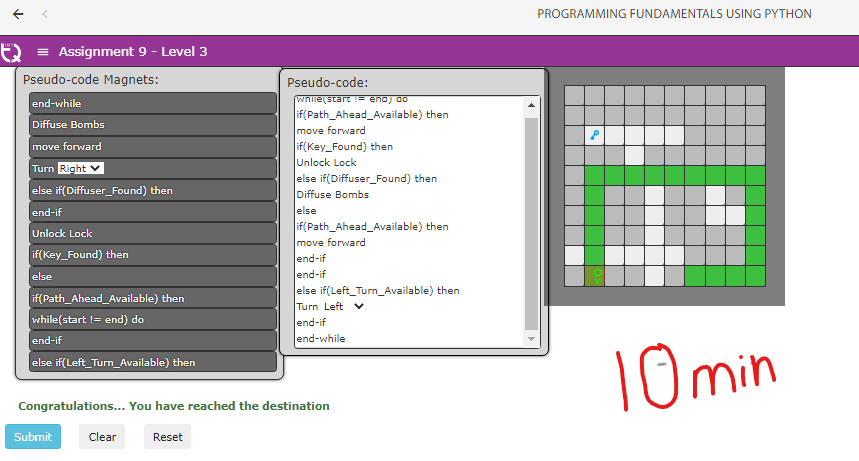 PROGRAMMING FUNDAMENTALS USING PYTHON
Assignment 9 - Level 3
Pseudo-code Magnets:
end-while
Diffuse Bombs
move forward
Turn Right
else if(Diffuser_Found) then
end-if
Unlock Lock
if(Key_Found) then
else
if(Path_Ahead_Available) then
while(start != end) do
end-if
else if(Left_Turn_Available) then
Pseudo-code:
while(start != end) do
if(Path_Ahead_Available) then
move forward
if(Key_Found) then
Unlock Lock
else if(Diffuser_Found) then
Diffuse Bombs
else
if(Path_Ahead_Available) then
move forward
end-if
end-if
else if(Left_Turn_Available) then
Turn Left
end-if
end-while
10 min
Congratulations... You have reached the destination
Submit Clear Reset